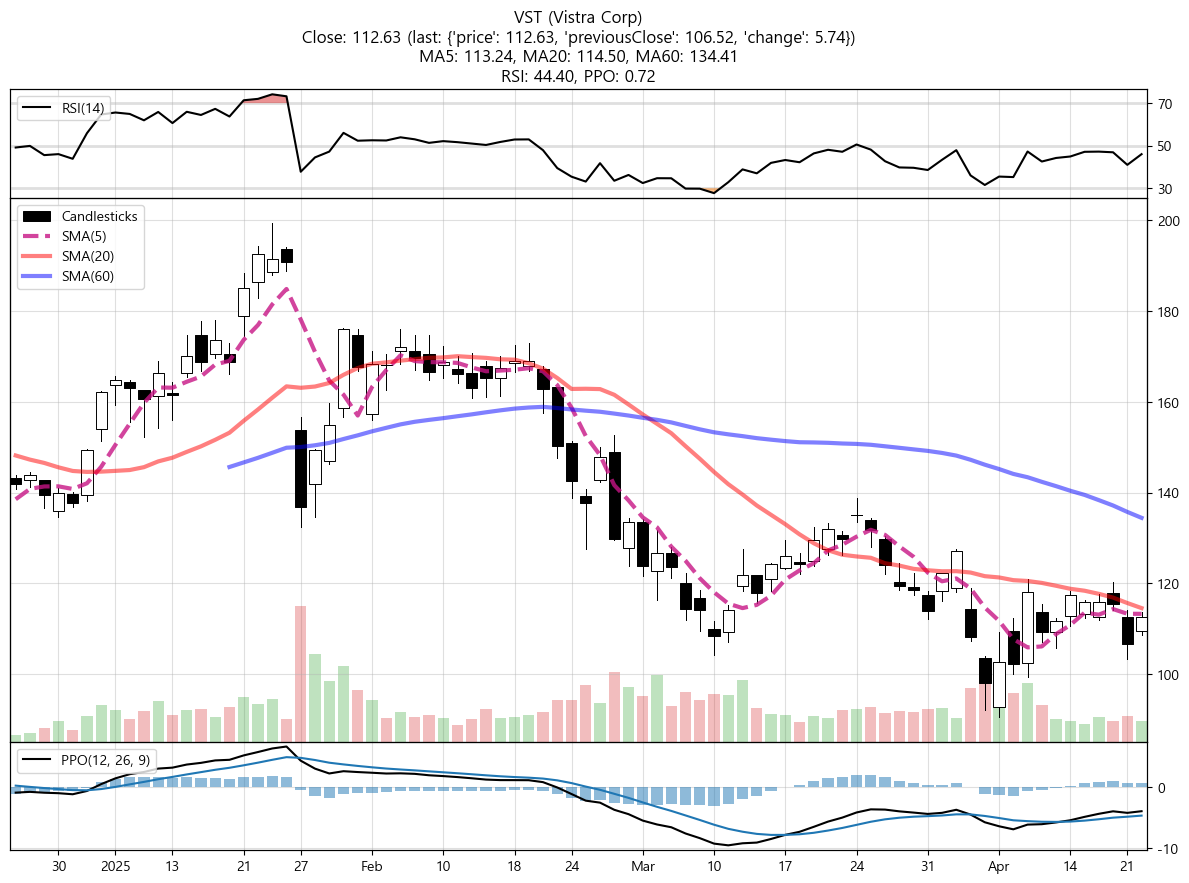 VST (Vistra Corp)
Close: 112.63 (last: {'price': 112.63, 'previousClose': 106.52, 'change': 5.74})
MA5: 113.24, MA20: 114.50, MA60: 134.41
RSI: 44.40, PPO: 0.72
RSI(14)
70
50
30
Candlesticks
SMA(5)
SMA(20)
SMA(60)
200
180
160
140
120
100
PPO(12, 26, 9)
0
-10
30 2025 13 21 27 Feb 10 18 24 Mar 10 17 24 31 Apr 14 21